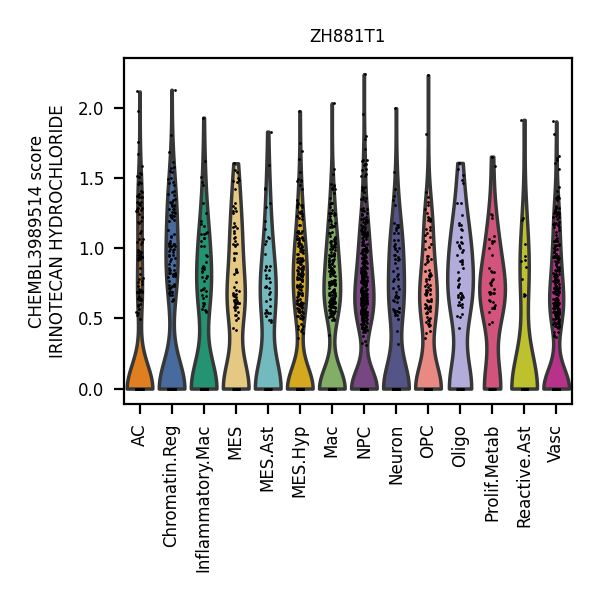 ZH881T1
CHEMBL3989514 score
IRINOTECAN HYDROCHLORIDE
2.0
1.5
1.0
0.5
0.0
AC
Chromatin.Reg
Inflammatory.Mac
MES
MES.Ast
MES.Hyp
Mac
NPC
Neuron
OPC
Oligo
Prolif.Metab
Reactive.Ast
Vasc